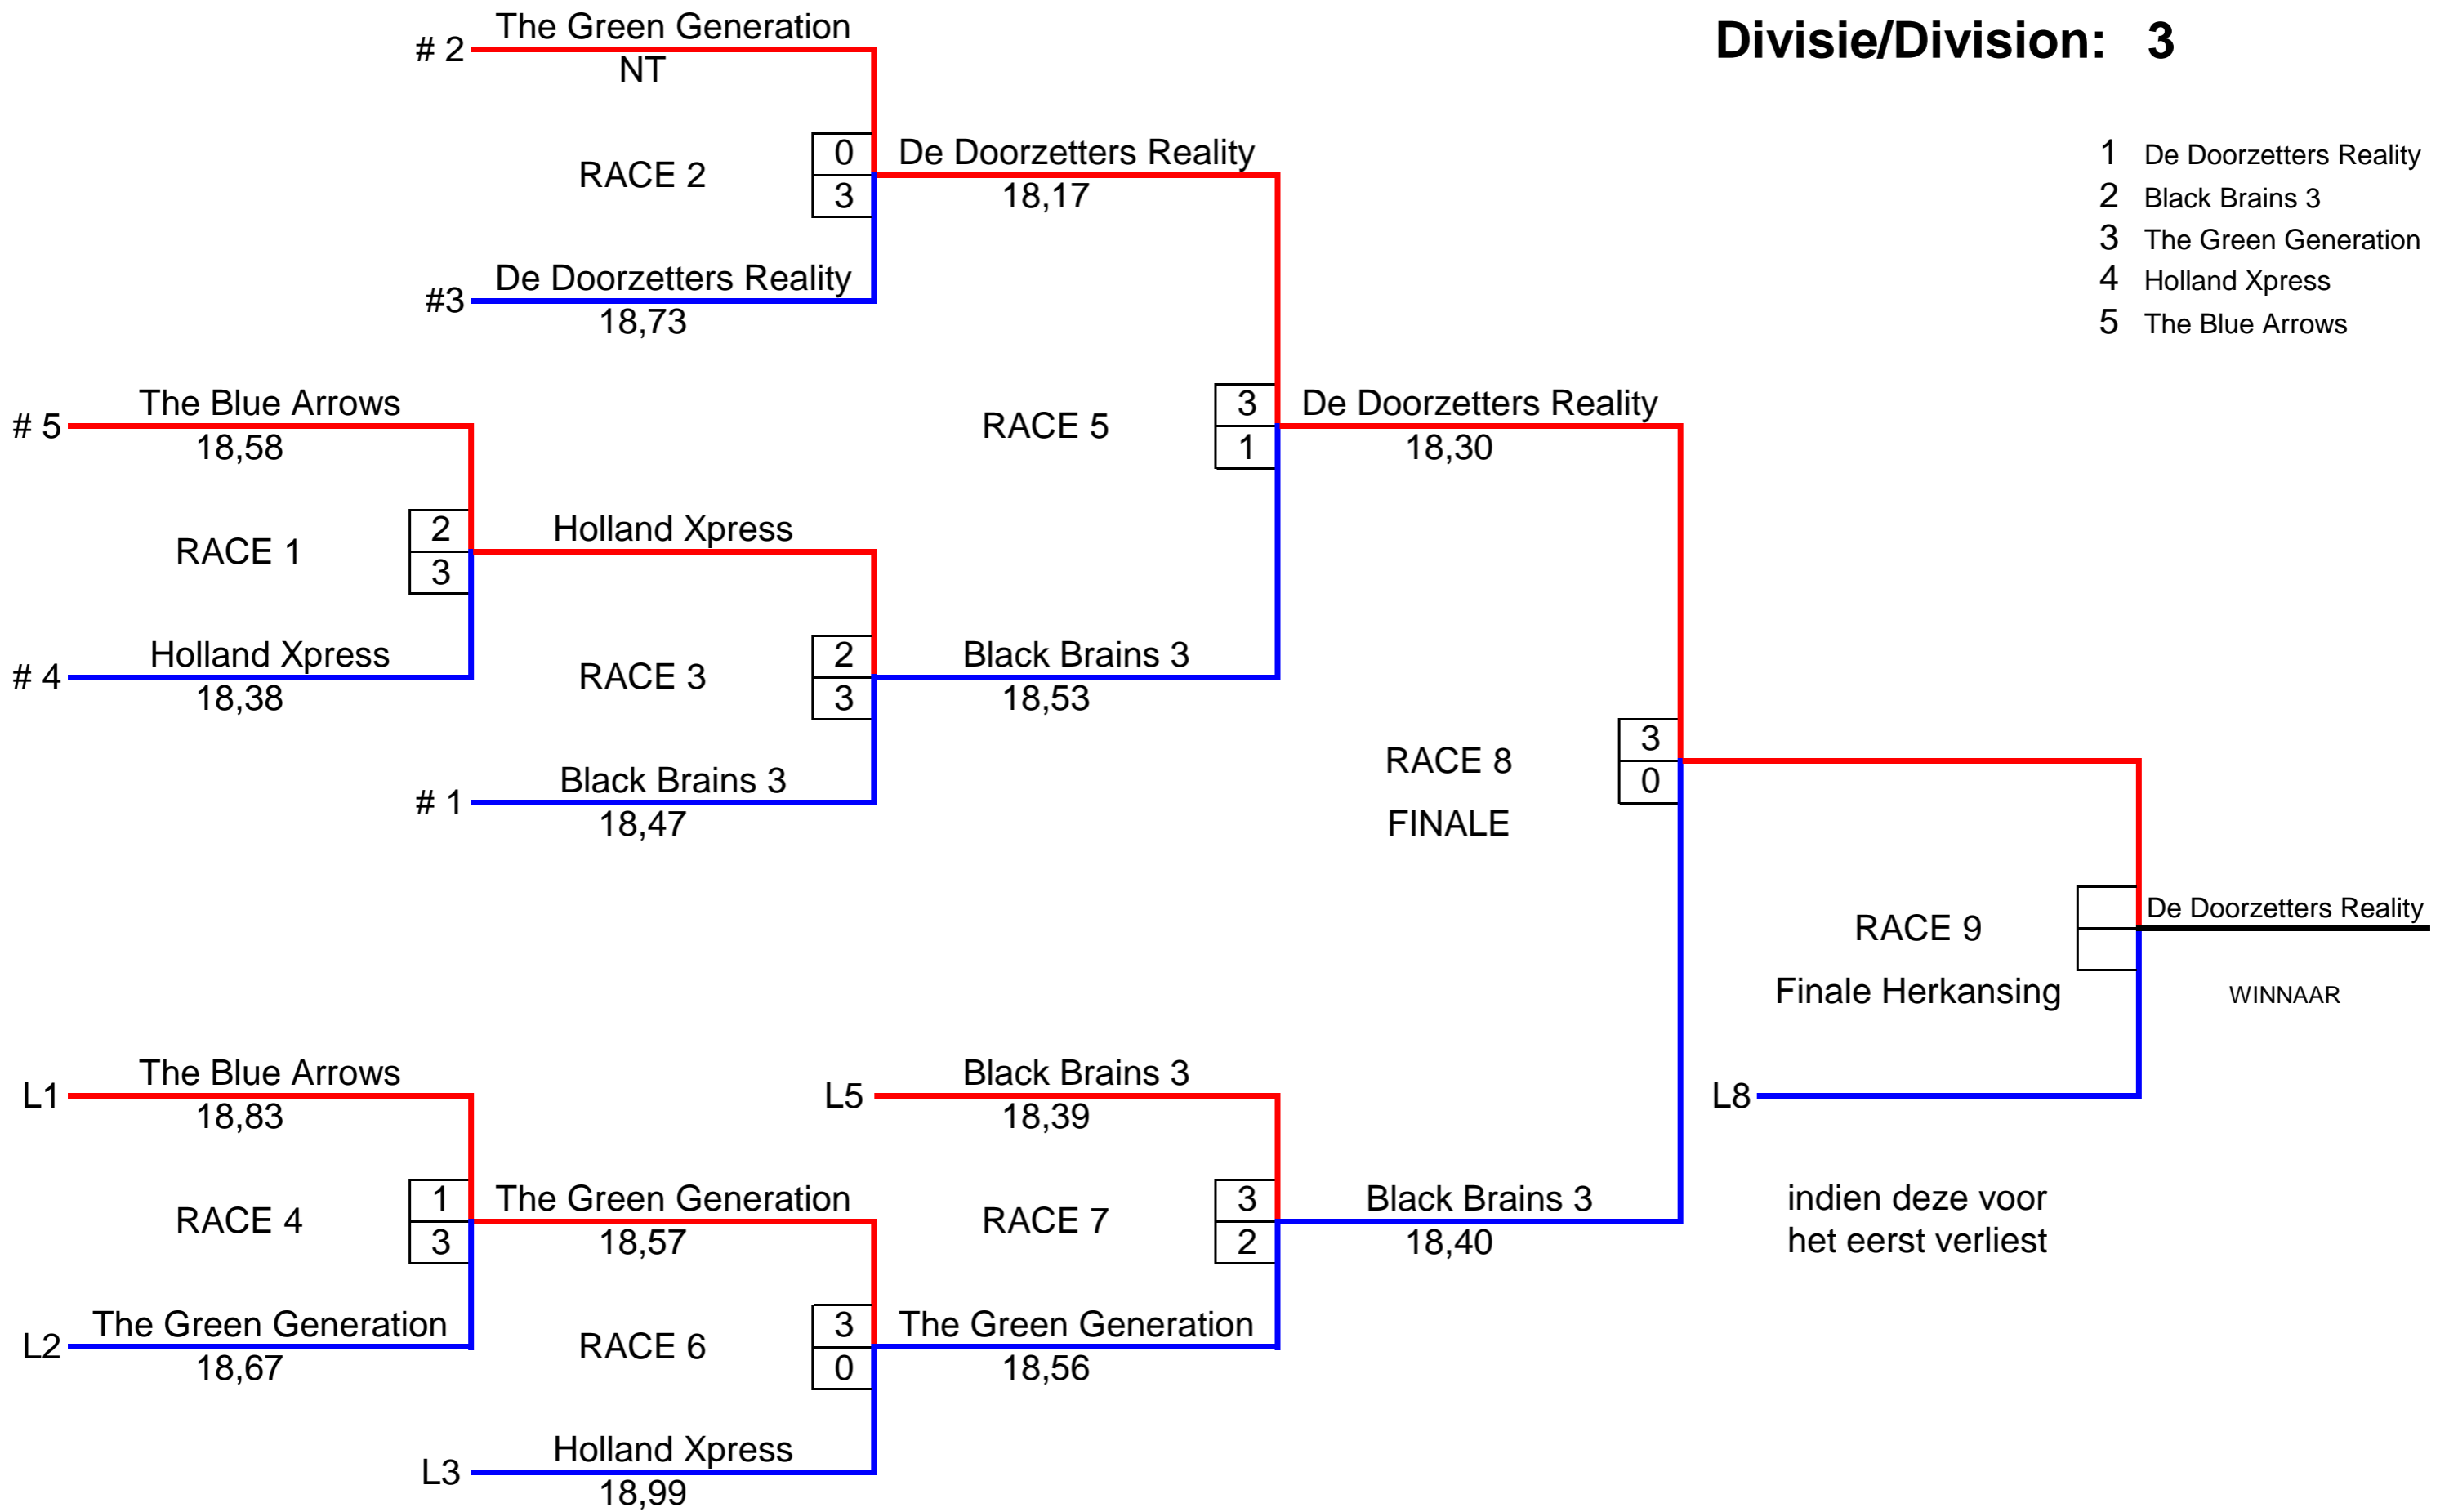 Divisie/Division: 3
1 De Doorzetters Reality
2 Black Brains 3
3 The Green Generation
4 Holland Xpress
5 The Blue Arrows
# 2 The Green Generation
NT
RACE 2
0
3
#3 De Doorzetters Reality
18,73
De Doorzetters Reality
18,17
# 5 The Blue Arrows
18,58
RACE 1
2
3
# 4 Holland Xpress
18,38
Holland Xpress
RACE 3
2
3
# 1 Black Brains 3
18,47
Black Brains 3
18,53
RACE 5
3
1
De Doorzetters Reality
18,30
RACE 8
FINALE
3
0
RACE 9
Finale Herkansing
De Doorzetters Reality
WINNAAR
L8
indien deze voor
het eerst verliest
L1 The Blue Arrows
18,83
RACE 4
1
3
L2 The Green Generation
18,67
The Green Generation
18,57
RACE 6
3
0
L3 Holland Xpress
18,99
L5 Black Brains 3
18,39
RACE 7
3
2
The Green Generation
18,56
Black Brains 3
18,40